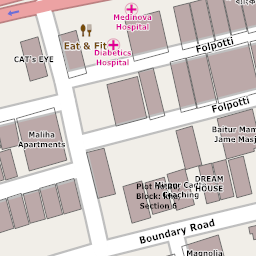 Medinova
Hospital
Eat & Fit
Folpotti
CAT's EYE
Diabetics
Hospital
Folpotti
Maliha
Apartments
Baitur
Jame
DREAM
HOUSE
Coaching
Block:
Section 6
Boundary Road
Magnolia